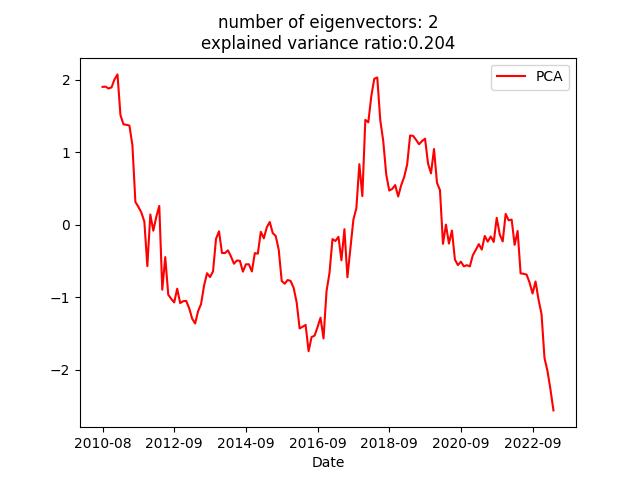 number of eigenvectors: 2
explained variance ratio:0.204
PCA
2
1
0
−1
−2
2010-08 2012-09 2014-09 2016-09 2018-09 2020-09 2022-09
Date